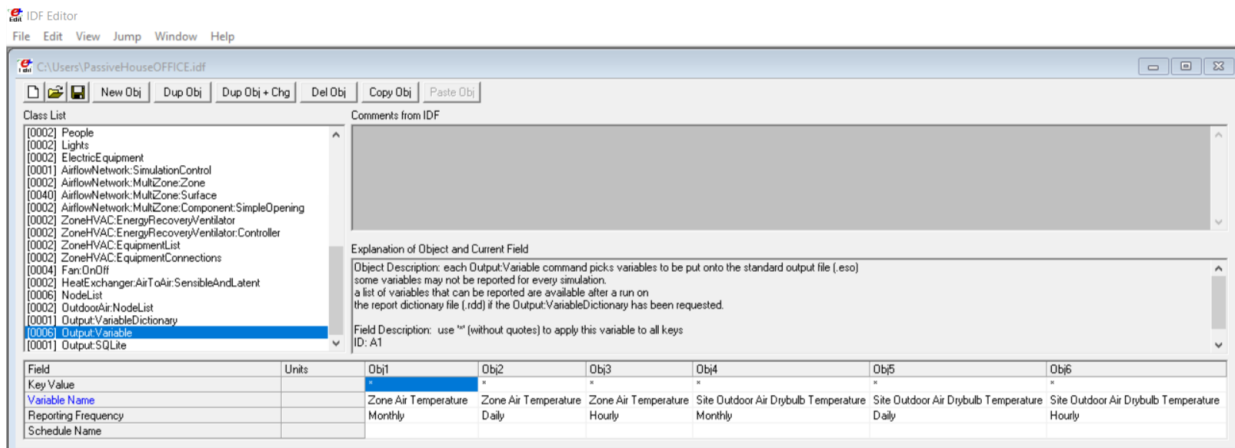 IDF Editor
File Edit View Jump Window Help
C:\Users\PassiveHouseOFFICE.idf
New Obj Dup Obj Dup Obj + Chg Del Obj Copy Obj Paste Obj
Class List
[0002] People
[0002] Lights
[0002] ElectricEquipment
[0001] AirflowNetwork:SimulationControl
[0002] AirflowNetwork:MultiZone:Zone
[0040] AirflowNetwork:MultiZone:Surface
[0002] AirflowNetwork:MultiZone:Component:SimpleOpening
[0002] ZoneHVAC:EnergyRecoveryVentilator
[0002] ZoneHVAC:EnergyRecoveryVentilator:Controller
[0002] ZoneHVAC:EquipmentList
[0002] ZoneHVAC:EquipmentConnections
[0004] Fan:OnOff
[0002] HeatExchanger:AirToAir:SensibleAndLatent
[0006] NodeList
[0002] OutdoorAir:NodeList
[0001] Output:VariableDictionary
[0006] Output:Variable
[0001] Output:SQLite
Comments from IDF
Explanation of Object and Current Field
Object Description: each Output:Variable command picks variables to be put onto the standard output file (.eso)
some variables may not be reported for every simulation.
a list of variables that can be reported are available after a run on
the report dictionary file (.rdd) if the Output:VariableDictionary has been requested.
Field Description: use '*' (without quotes) to apply this variable to all keys
ID: A1
Field Units Obj1 Obj2 Obj3 Obj4 Obj5 Obj6
Key Value * * * * * *
Variable Name Zone Air Temperature Zone Air Temperature Zone Air Temperature Site Outdoor Air Drybulb Temperature Site Outdoor Air Drybulb Temperature Site Outdoor Air Drybulb Temperature
Reporting Frequency Monthly Daily Hourly Monthly Daily Hourly
Schedule Name